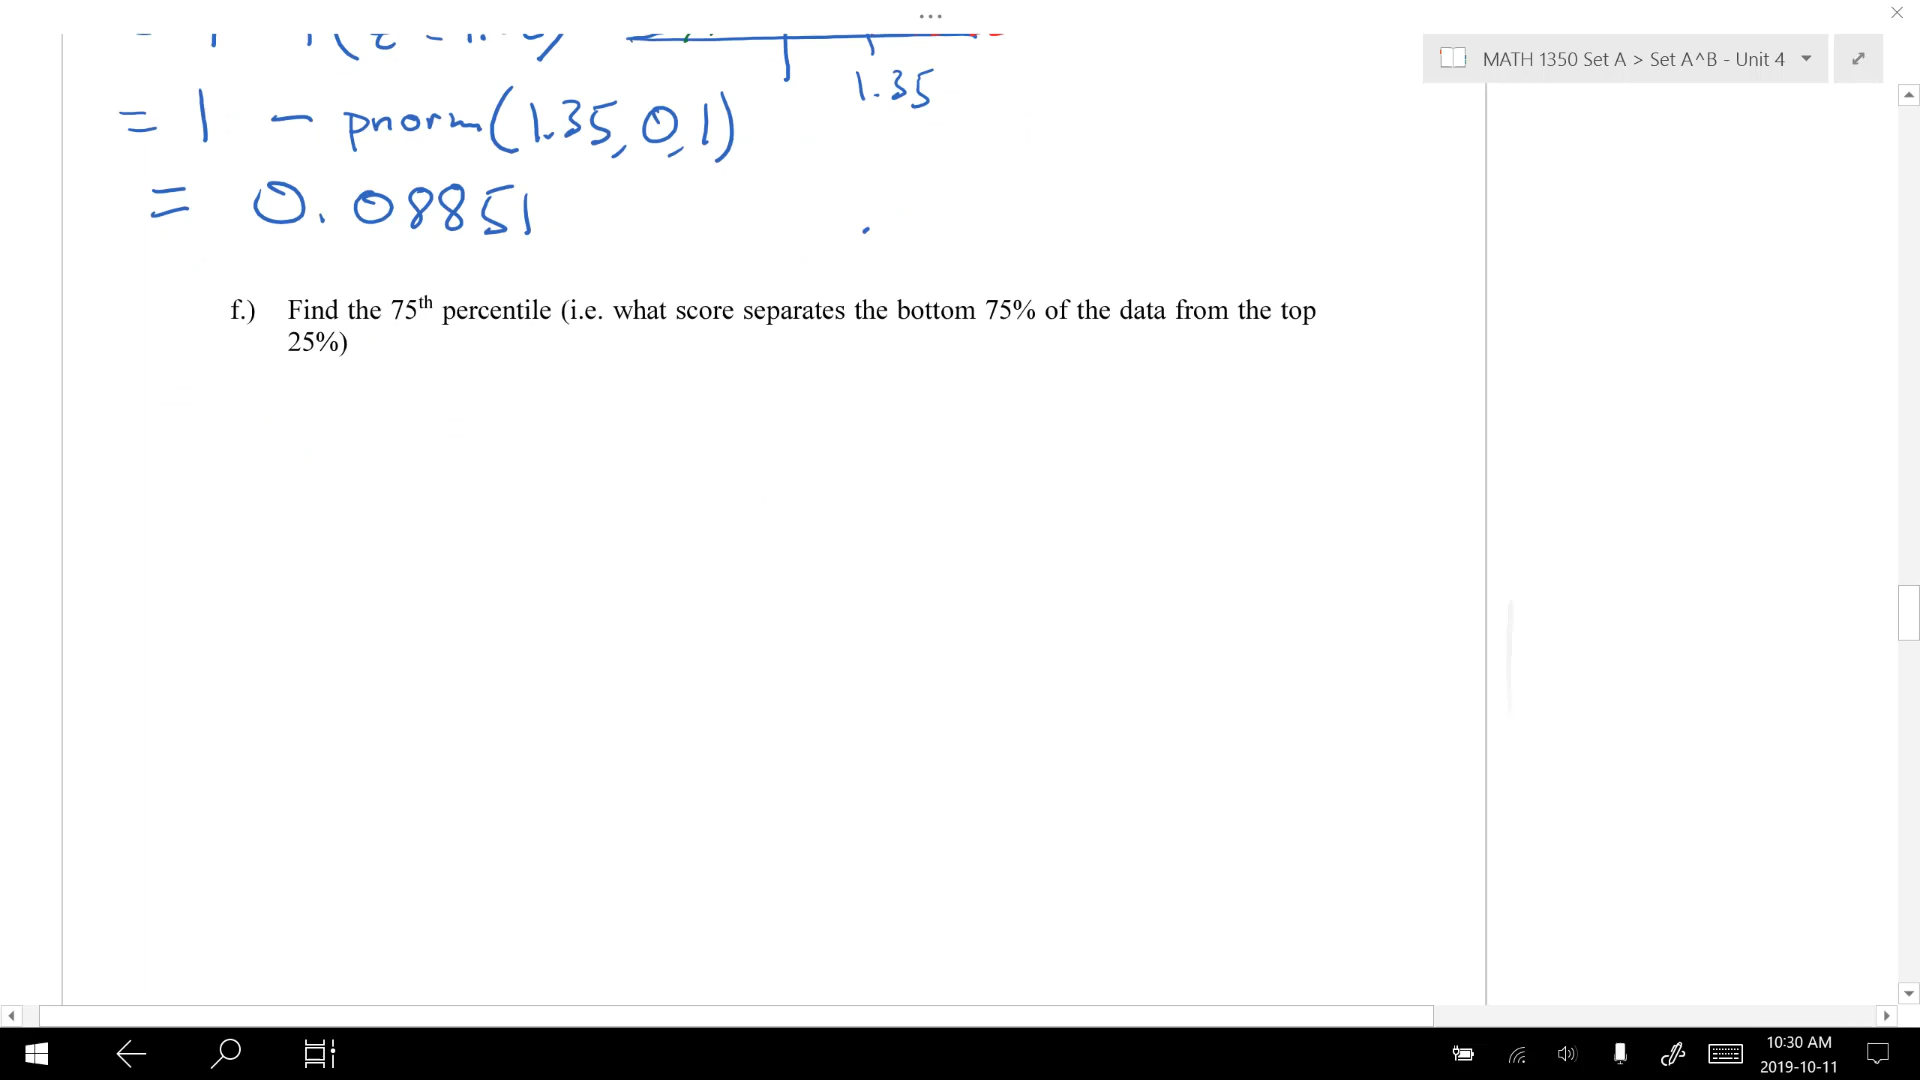 MATH 1350 Set A > Set A^B - Unit 4
1.35
= 1 - pnorm(1.35, 0, 1)
= 0.08851
f.) Find the 75th percentile (i.e. what score separates the bottom 75% of the data from the top
25%)
10:30 AM
2019-10-11